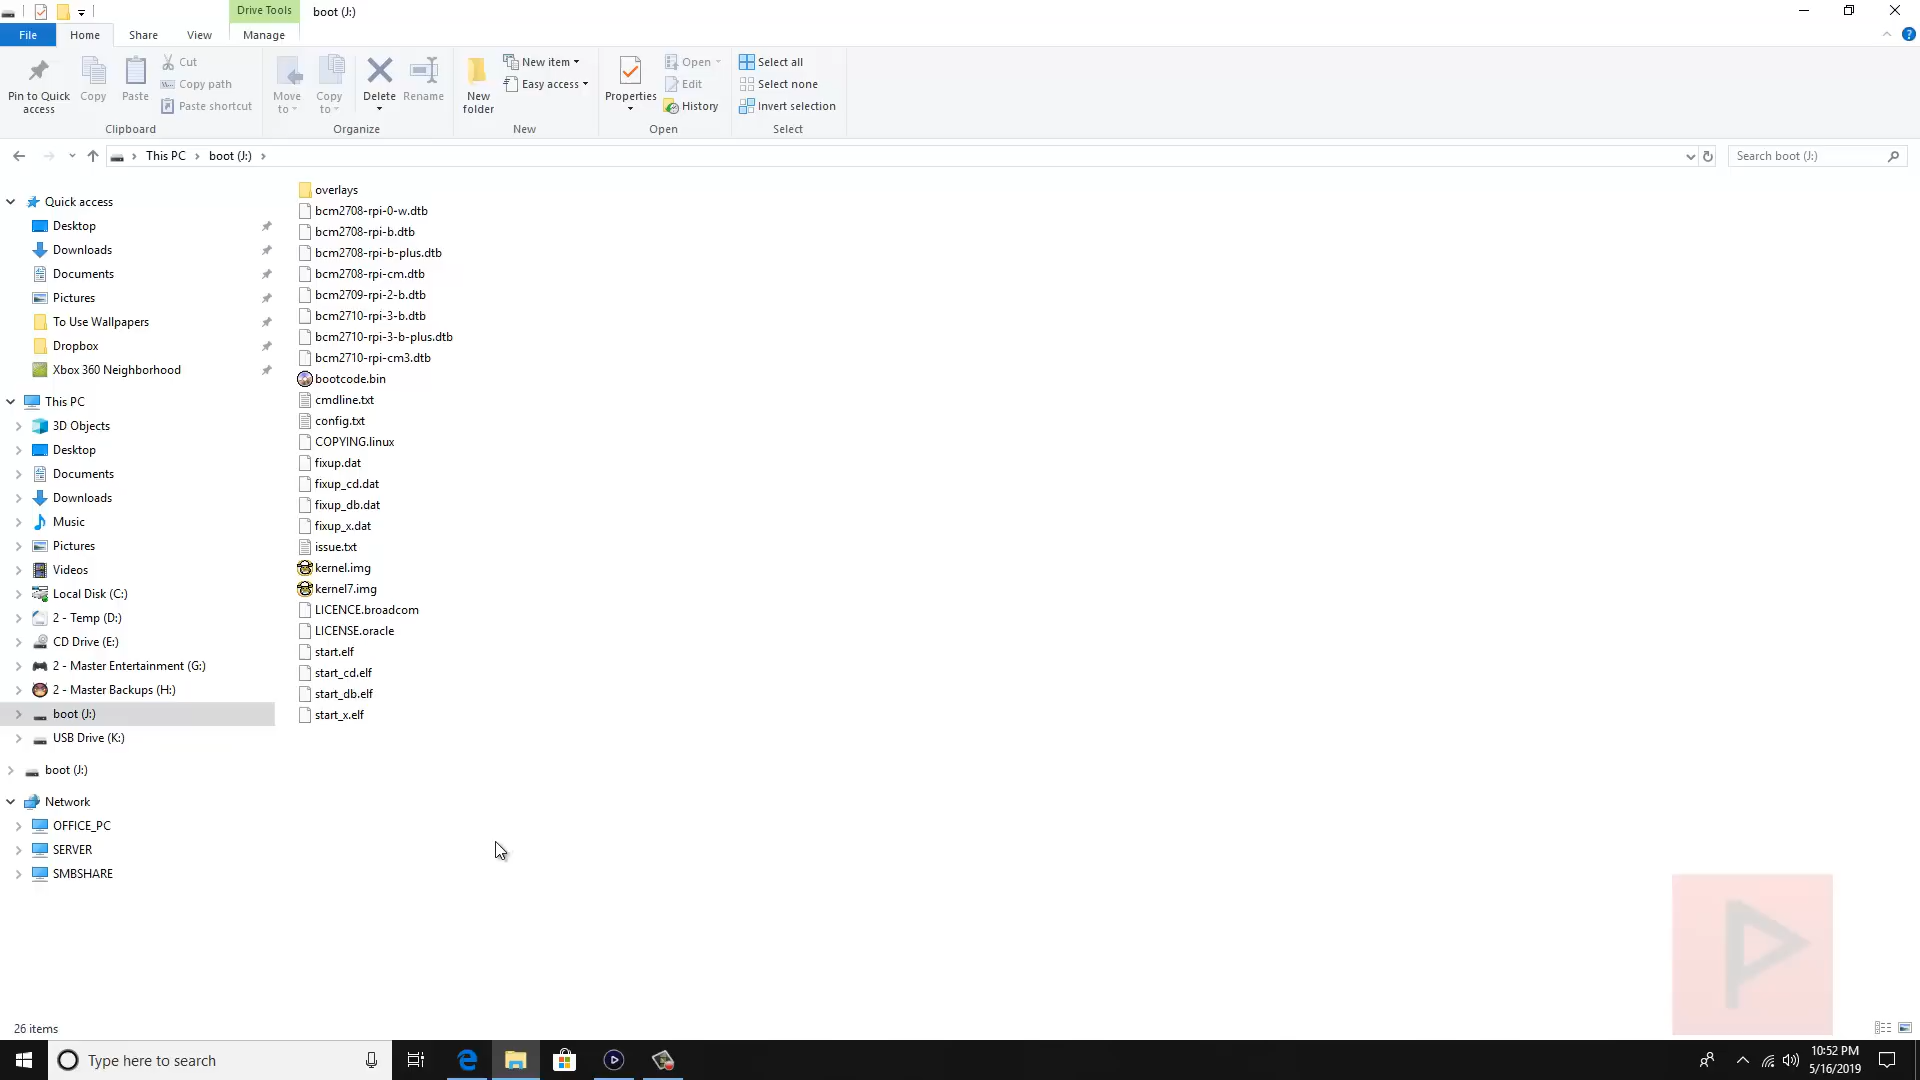 Drive Tools
boot (J:)
File
Home
Share
View
Manage
Pin to Quick access
Copy
Paste
Cut
Copy path
Paste shortcut
Clipboard
Move to
Copy to
Delete
Rename
Organize
New folder
New item
Easy access
New
Properties
Open
Edit
History
Open
Select all
Select none
Invert selection
Select
This PC
boot (J:)
Search boot (J:)
Quick access
Desktop
Downloads
Documents
Pictures
To Use Wallpapers
Dropbox
Xbox 360 Neighborhood
This PC
3D Objects
Desktop
Documents
Downloads
Music
Pictures
Videos
Local Disk (C:)
2 - Temp (D:)
CD Drive (E:)
2 - Master Entertainment (G:)
2 - Master Backups (H:)
boot (J:)
USB Drive (K:)
boot (J:)
Network
OFFICE_PC
SERVER
SMBSHARE
overlays
bcm2708-rpi-0-w.dtb
bcm2708-rpi-b.dtb
bcm2708-rpi-b-plus.dtb
bcm2708-rpi-cm.dtb
bcm2709-rpi-2-b.dtb
bcm2710-rpi-3-b.dtb
bcm2710-rpi-3-b-plus.dtb
bcm2710-rpi-cm3.dtb
bootcode.bin
cmdline.txt
config.txt
COPYING.linux
fixup.dat
fixup_cd.dat
fixup_db.dat
fixup_x.dat
issue.txt
kernel.img
kernel7.img
LICENCE.broadcom
LICENSE.oracle
start.elf
start_cd.elf
start_db.elf
start_x.elf
26 items
Type here to search
10:52 PM
5/16/2019